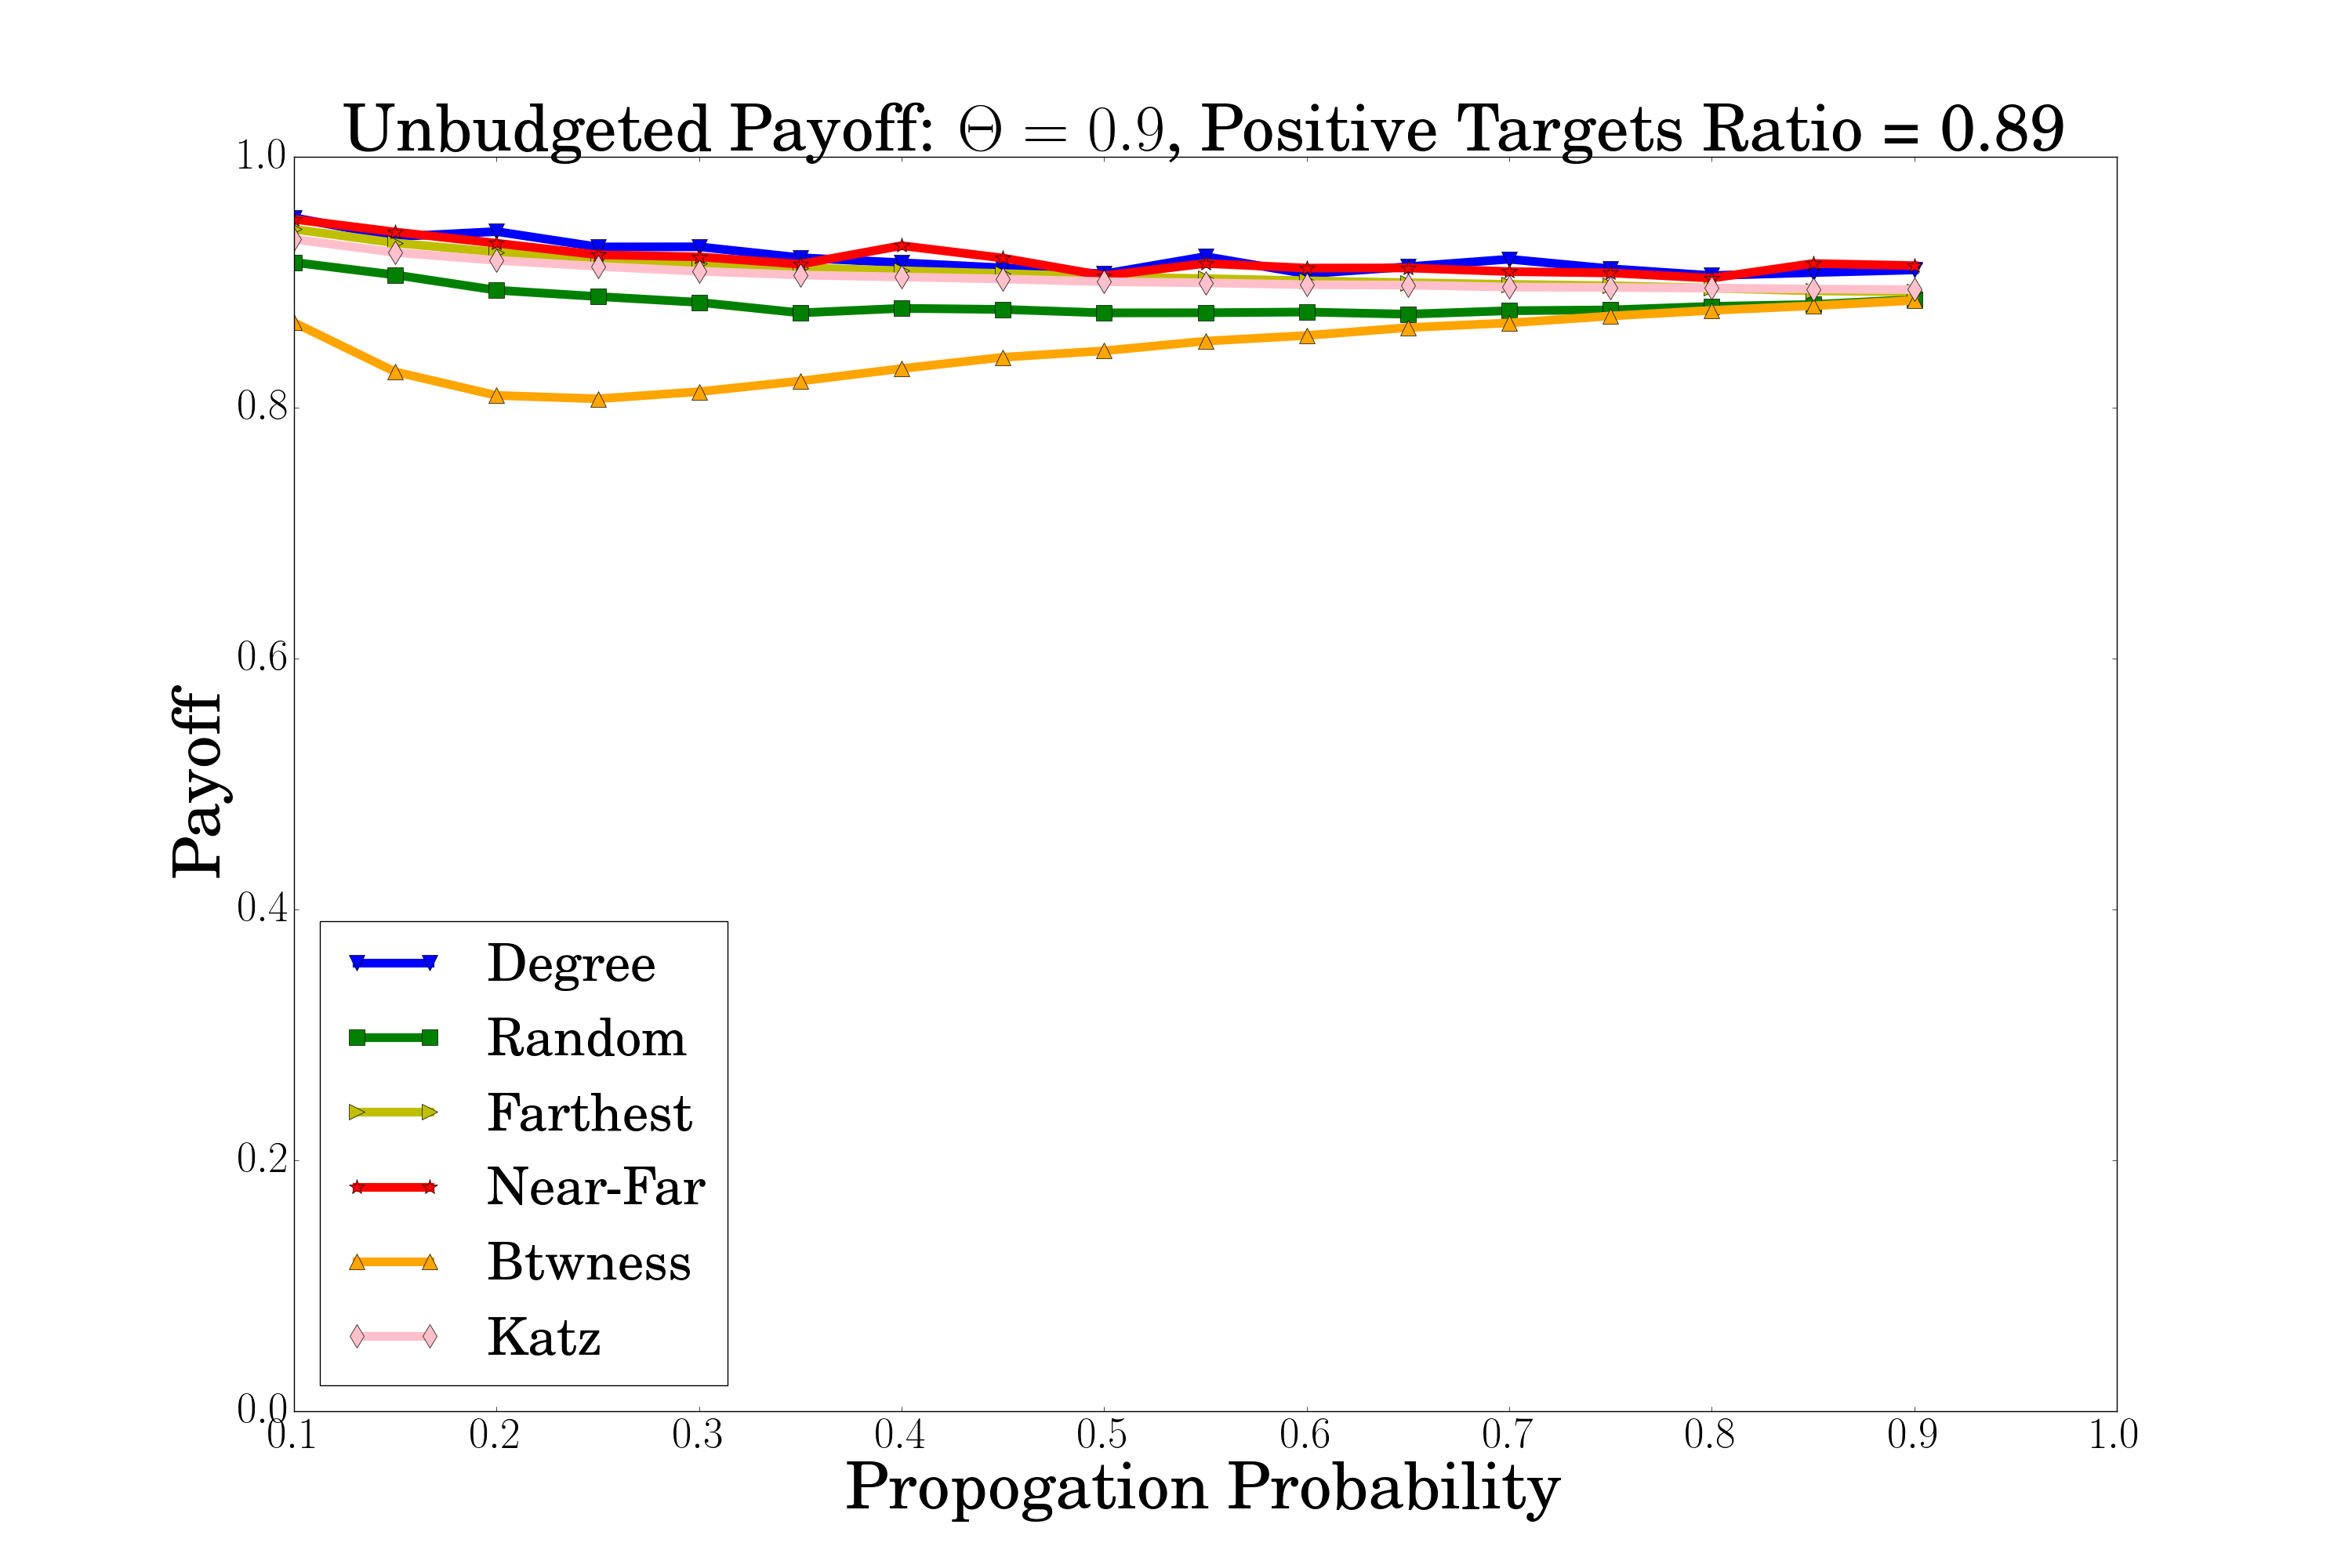 Unbudgeted Payoff: Θ = 0.9, Positive Targets Ratio = 0.89
1.0
0.8
0.6
0.4
0.2
0.0
Payoff
Degree
Random
Farthest
Near-Far
Btwness
Katz
0.1 0.2 0.3 0.4 0.5 0.6 0.7 0.8 0.9 1.0
Propogation Probability